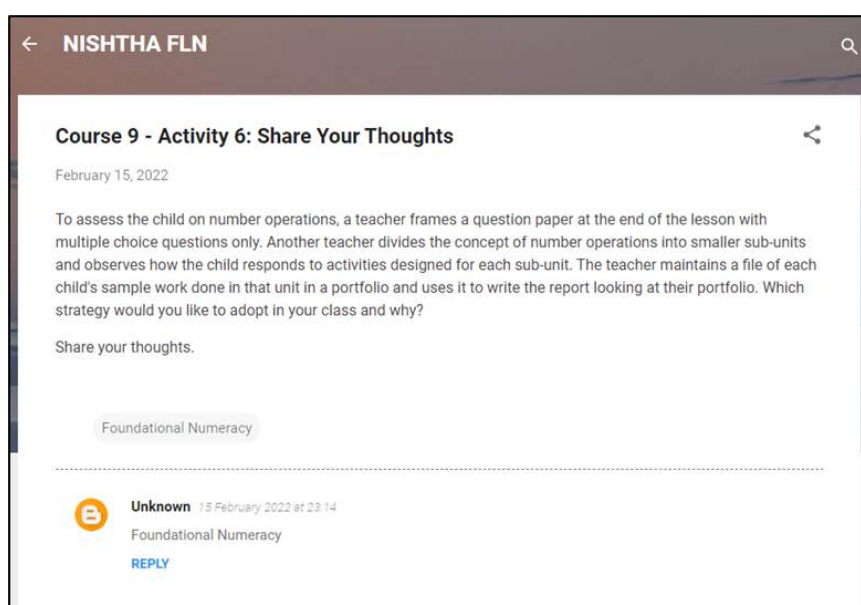 NISHTHA FLN
Course 9 - Activity 6: Share Your Thoughts
February 15, 2022
To assess the child on number operations, a teacher frames a question paper at the end of the lesson with
multiple choice questions only. Another teacher divides the concept of number operations into smaller sub-units
and observes how the child responds to activities designed for each sub-unit. The teacher maintains a file of each
child's sample work done in that unit in a portfolio and uses it to write the report looking at their portfolio. Which
strategy would you like to adopt in your class and why?
Share your thoughts.
Foundational Numeracy
Unknown 15 February 2022 at 23:14
Foundational Numeracy
REPLY